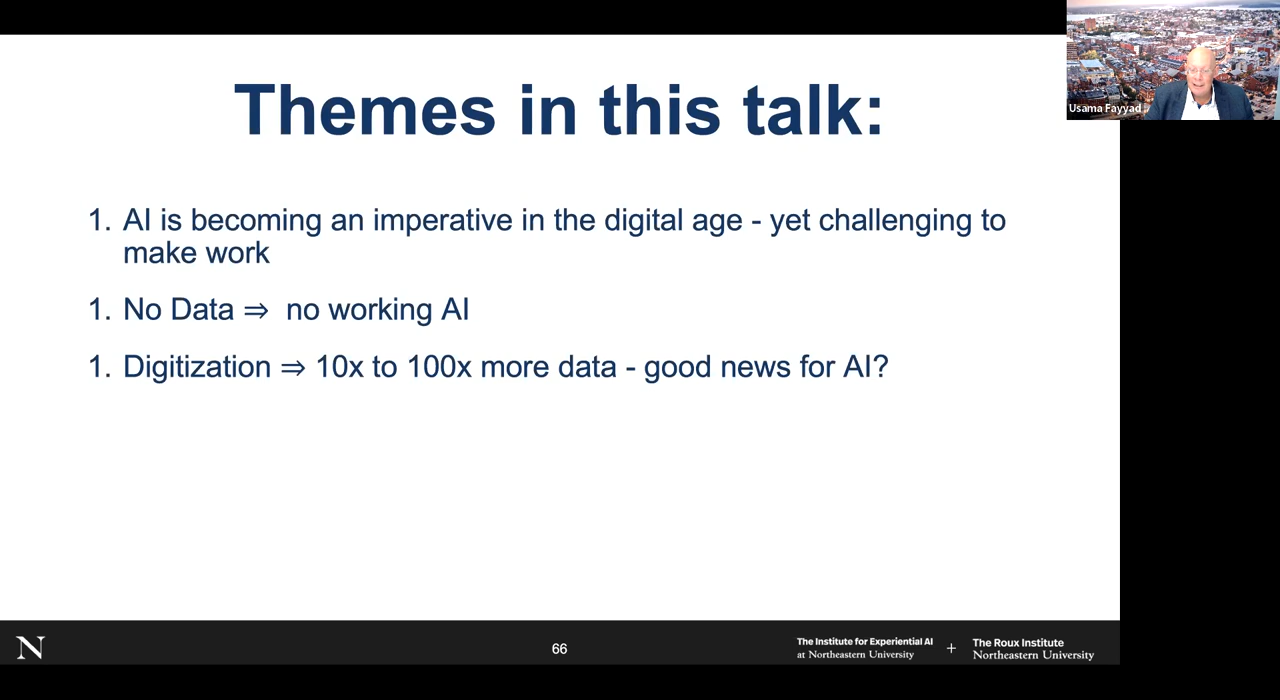 Themes in this talk:
Usama Fayyad
1. AI is becoming an imperative in the digital age - yet challenging to
make work
1. No Data ⇒ no working AI
1. Digitization ⇒ 10x to 100x more data - good news for AI?
N
66
The Institute for Experiential AI
at Northeastern University
+
The Roux Institute
Northeastern University